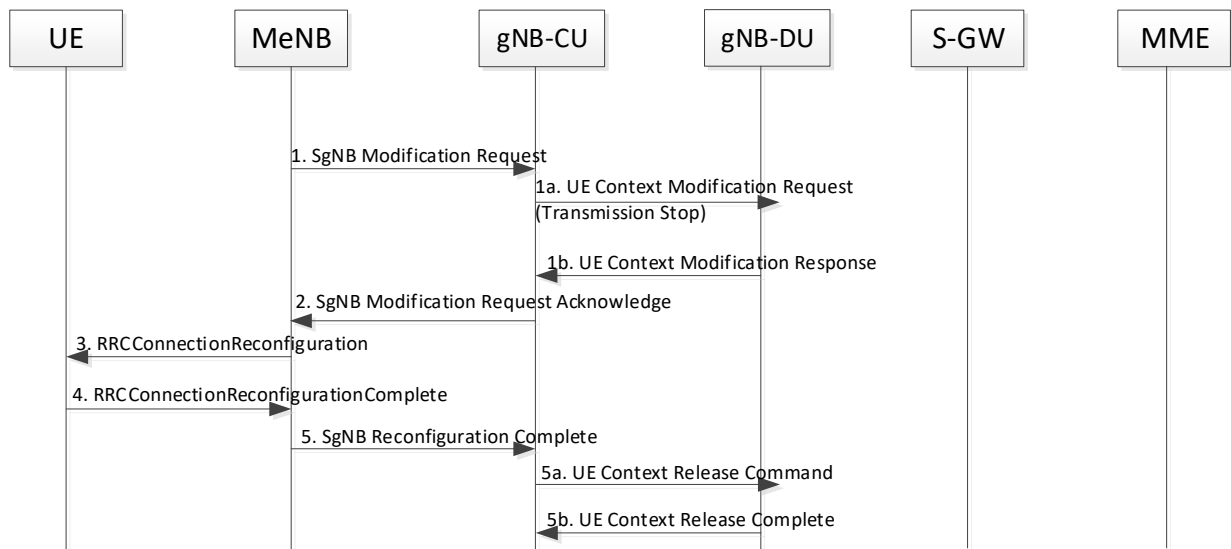 UE
MeNB
gNB-CU
gNB-DU
S-GW
MME
1. SgNB Modification Request
1a. UE Context Modification Request
(Transmission Stop)
1b. UE Context Modification Response
2. SgNB Modification Request Acknowledge
3. RRCConnectionReconfiguration
4. RRCConnectionReconfigurationComplete
5. SgNB Reconfiguration Complete
5a. UE Context Release Command
5b. UE Context Release Complete